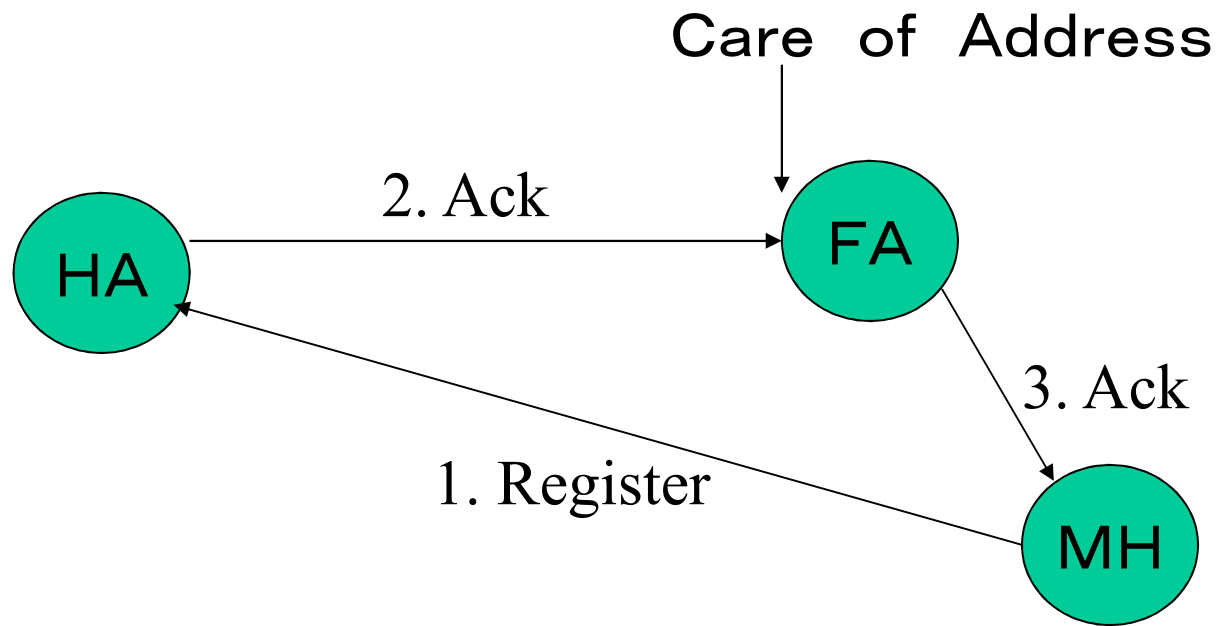 Care of Address
2. Ack
FA
HA
3. Ack
1. Register
MH